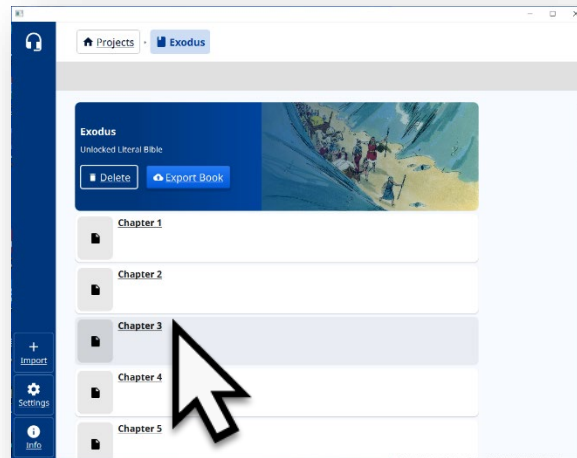 Projects
Exodus
Exodus
Unlocked Literal Bible
Delete
Export Book
Chapter 1
Chapter 2
Chapter 3
Chapter 4
Chapter 5
Import
Settings
Info